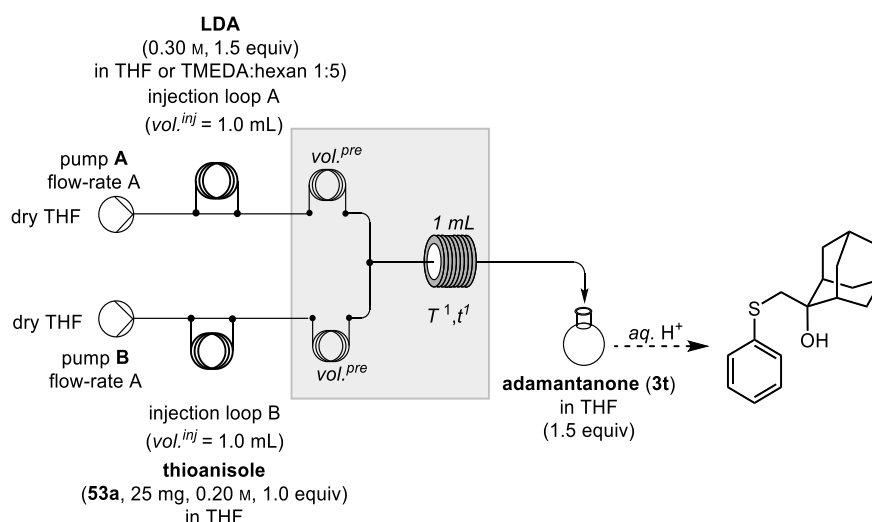 LDA
(0.30 M, 1.5 equiv)
in THF or TMEDA:hexan 1:5)
injection loop A
(vol.inj = 1.0 mL)
pump A
flow-rate A
dry THF
vol.pre
1 mL
T1,t1
dry THF
pump B
flow-rate A
vol.pre
injection loop B
(vol.inj = 1.0 mL)
thioanisole
(53a, 25 mg, 0.20 M, 1.0 equiv)
in THF
adamantanone (3t)
in THF
(1.5 equiv)
aq. H+
S
OH